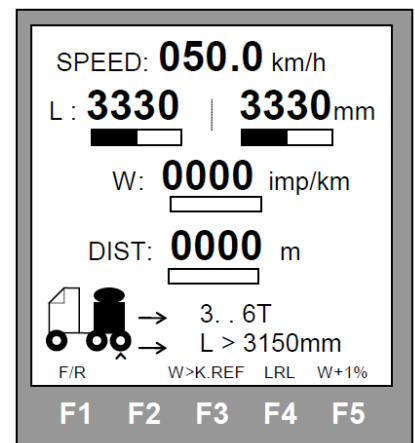 SPEED: 050.0 km/h
L : 3330 | 3330mm
W: 0000 imp/km
DIST: 0000 m
→ 3. . 6T
→ L > 3150mm
F/R W>K.REF LRL W+1%
F1 F2 F3 F4 F5